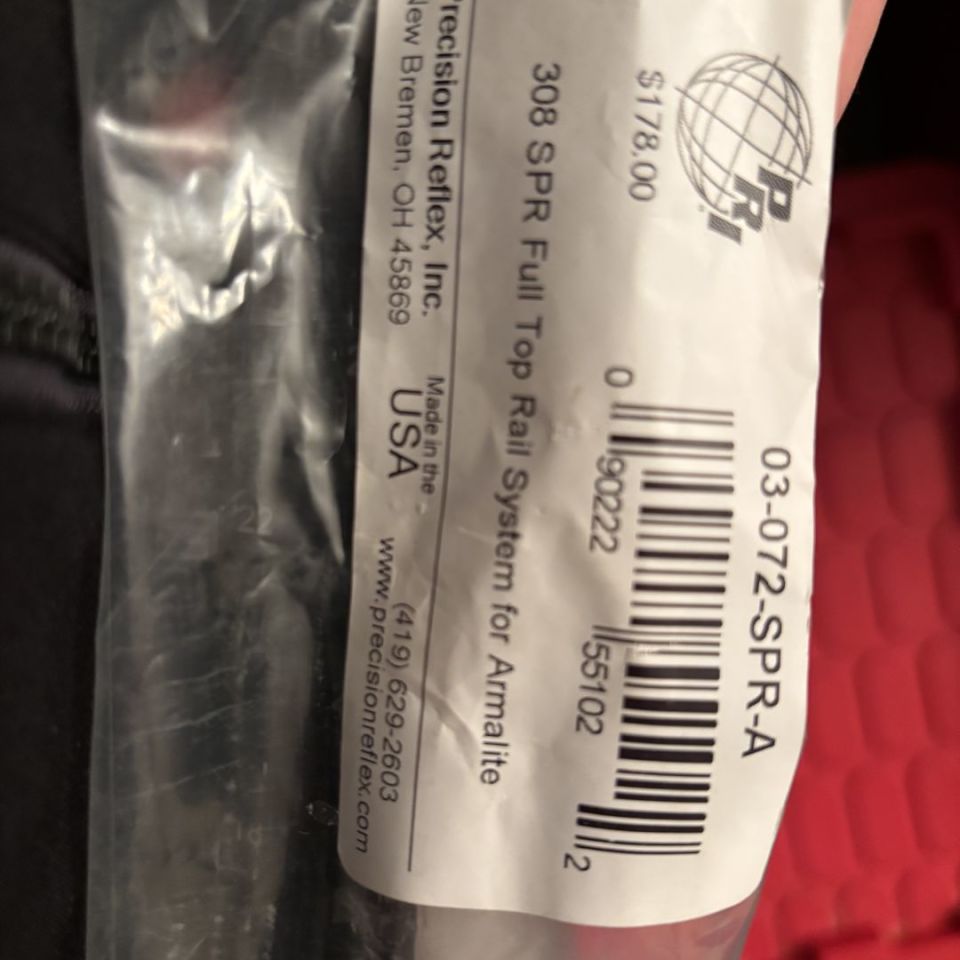 PRI
03-072-SPR-A
$178.00
0 90222 55102 2
308 SPR Full Top Rail System for Armalite
Precision Reflex, Inc.
New Bremen, OH 45869
Made in the
USA
(419) 629-2603
www.precisionreflex.com